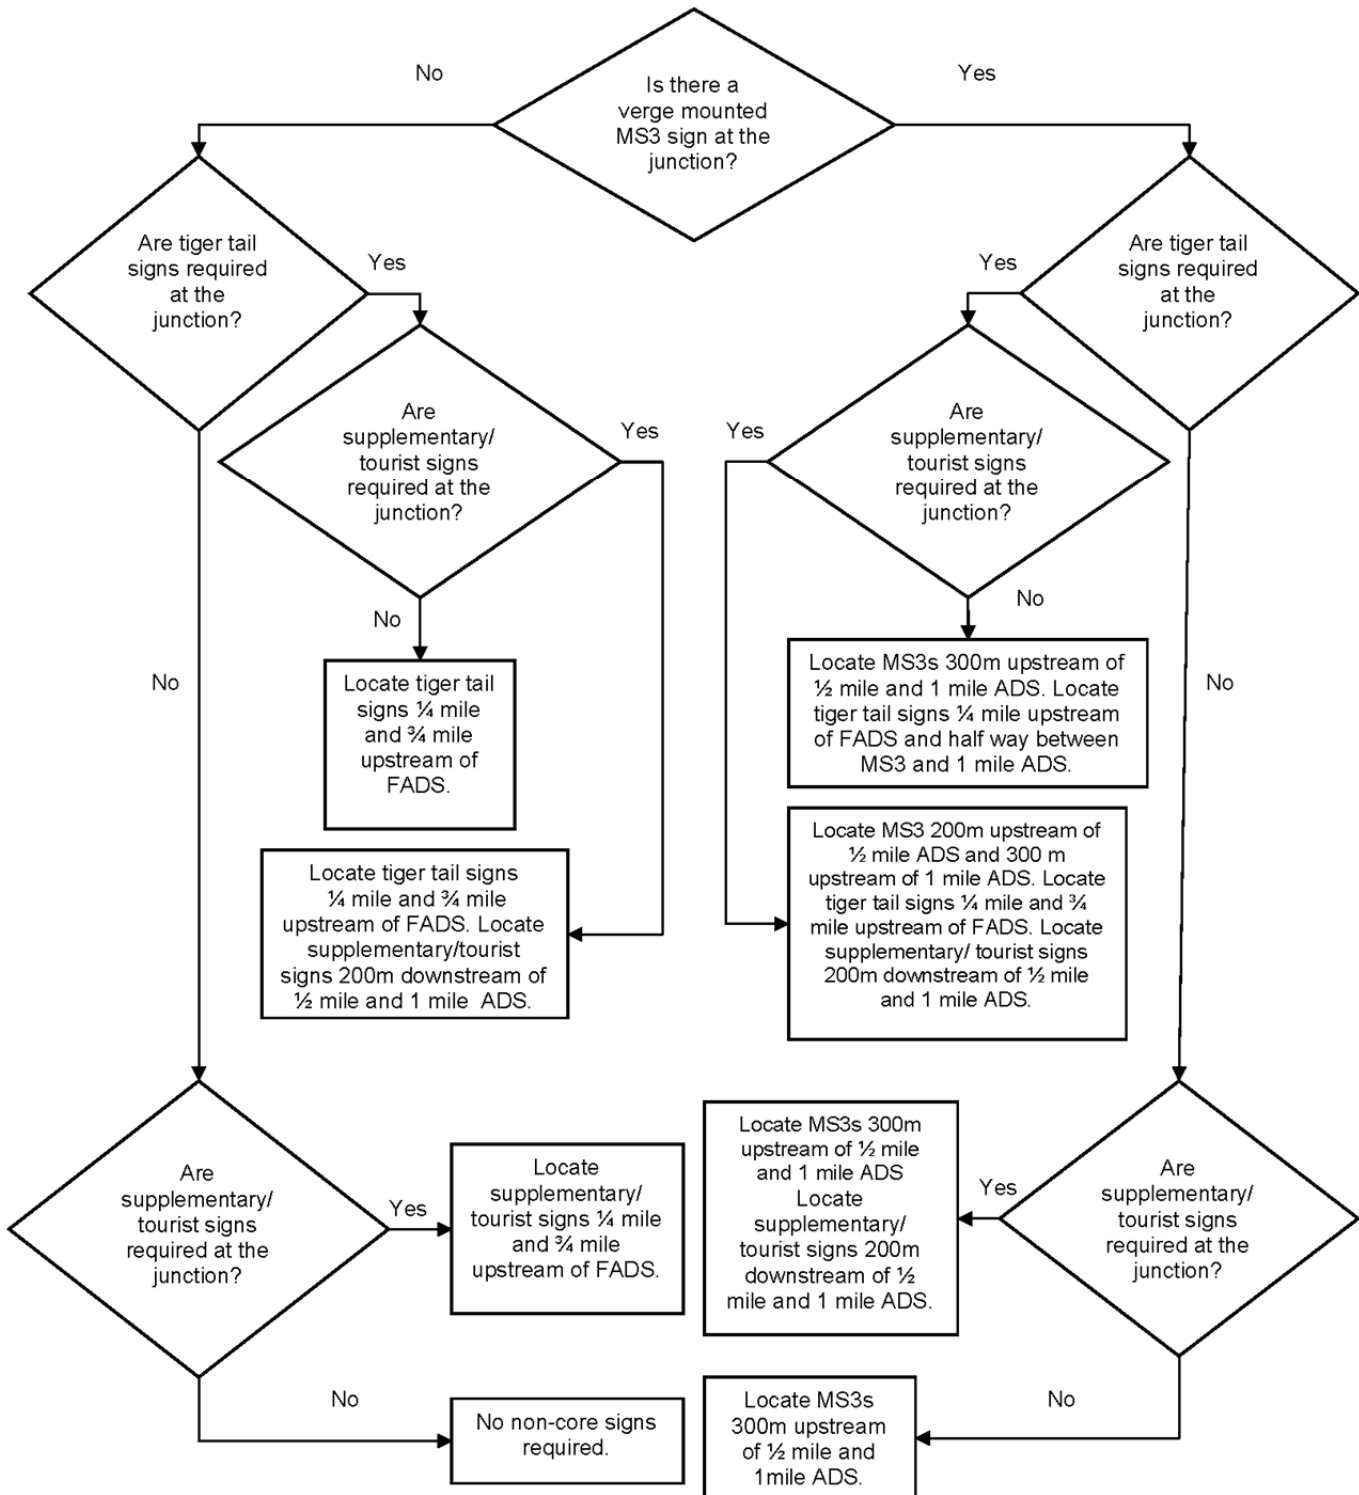 No
Yes
Is there a
verge mounted
MS3 sign at the
junction?
Are tiger tail
signs required
at the
junction?
Yes
Yes
Are tiger tail
signs required
at the
junction?
Are
supplementary/
tourist signs
required at the
junction?
Yes
Yes
Are
supplementary/
tourist signs
required at the
junction?
No
No
No
Locate tiger tail
signs ¼ mile
and ¾ mile
upstream of
FADS.
Locate MS3s 300m upstream of
½ mile and 1 mile ADS. Locate
tiger tail signs ¼ mile upstream
of FADS and half way between
MS3 and 1 mile ADS.
No
Locate tiger tail signs
¼ mile and ¾ mile
upstream of FADS. Locate
supplementary/tourist
signs 200m downstream of
½ mile and 1 mile ADS.
Locate MS3 200m upstream of
½ mile ADS and 300 m
upstream of 1 mile ADS. Locate
tiger tail signs ¼ mile and ¾
mile upstream of FADS. Locate
supplementary/ tourist signs
200m downstream of ½ mile
and 1 mile ADS.
Are
supplementary/
tourist signs
required at the
junction?
Yes
Locate
supplementary/
tourist signs ¼ mile
and ¾ mile
upstream of FADS.
Locate MS3s 300m
upstream of ½ mile
and 1 mile ADS
Locate
supplementary/
tourist signs 200m
downstream of ½
mile and 1 mile ADS.
Yes
Are
supplementary/
tourist signs
required at the
junction?
No
No non-core signs
required.
Locate MS3s
300m upstream
of ½ mile and
1mile ADS.
No